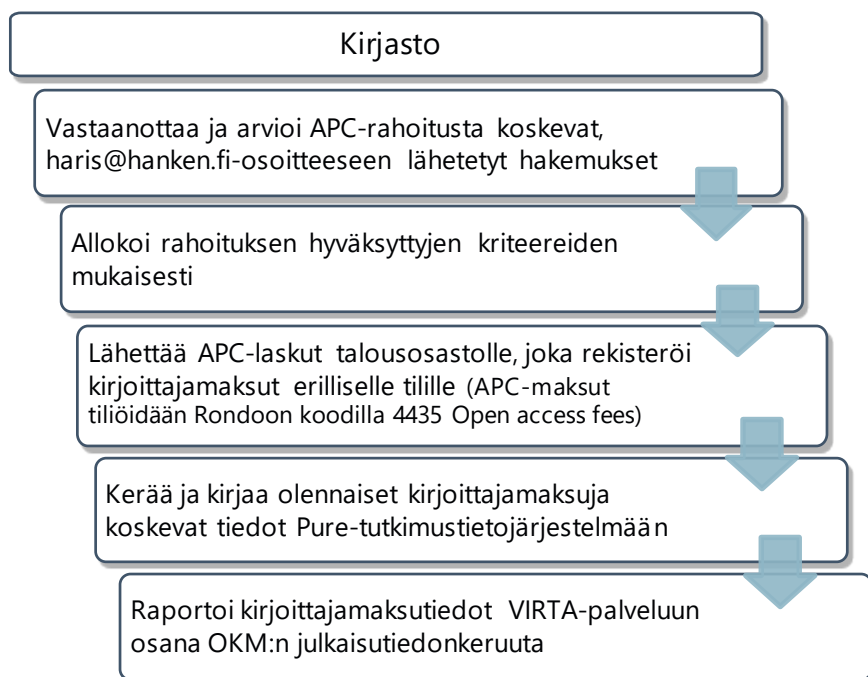 Kirjasto
Vastaanottaa ja arvioi APC-rahoitusta koskevat,
haris@hanken.fi-osoitteeseen lähetetyt hakemukset
Allokoi rahoituksen hyväksyttyjen kriteereiden
mukaisesti
Lähettää APC-laskut talousosastolle, joka rekisteröi
kirjoittajamaksut erilliselle tilille (APC-maksut
tiliöidään Rondoon koodilla 4435 Open access fees)
Kerää ja kirjaa olennaiset kirjoittajamaksuja
koskevat tiedot Pure-tutkimustietojärjestelmään
Raportoi kirjoittajamaksutiedot VIRTA-palveluun
osana OKM:n julkaisutiedonkeruuta